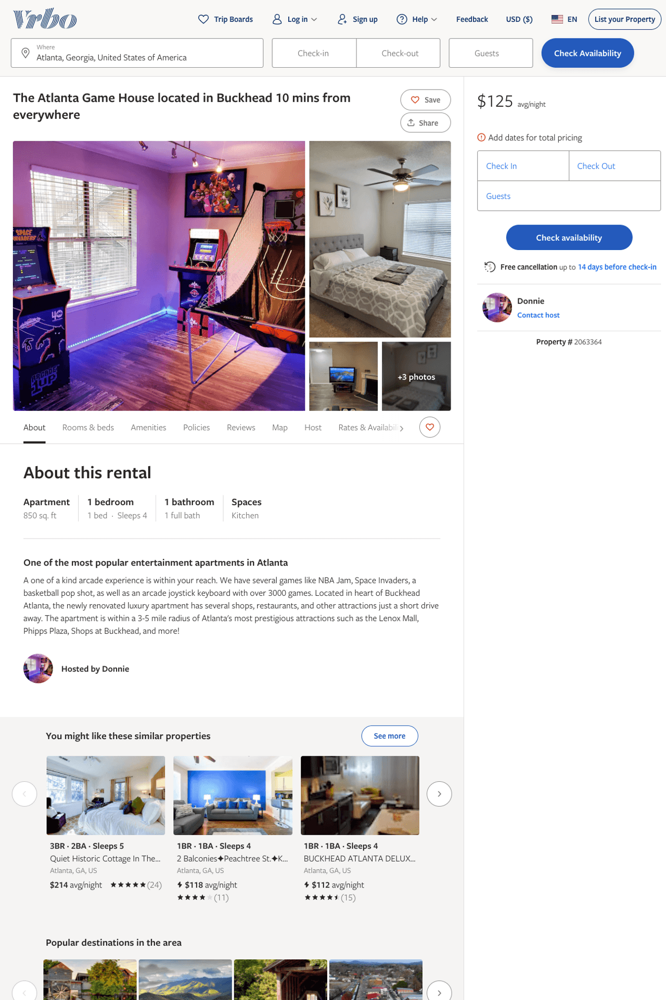 Vrbo
Trip Boards
Log in
Sign up
Help
Feedback
USD ($)
EN
List your Property
Where
Atlanta, Georgia, United States of America
Check-in
Check-out
Guests
Check Availability
The Atlanta Game House located in Buckhead 10 mins from
everywhere
Save
Share
SPACE
INVADERS
40
ARCADE
1UP
+3 photos
$125 avg/night
Add dates for total pricing
Check In
Check Out
Guests
Check availability
Free cancellation up to 14 days before check-in
Donnie
Contact host
Property # 2063364
About
Rooms & beds
Amenities
Policies
Reviews
Map
Host
Rates & Availabili
About this rental
Apartment
850 sq. ft
1 bedroom
1 bed · Sleeps 4
1 bathroom
1 full bath
Spaces
Kitchen
One of the most popular entertainment apartments in Atlanta
A one of a kind arcade experience is within your reach. We have several games like NBA Jam, Space Invaders, a
basketball pop shot, as well as an arcade joystick keyboard with over 3000 games. Located in heart of Buckhead
Atlanta, the newly renovated luxury apartment has several shops, restaurants, and other attractions just a short drive
away. The apartment is within a 3-5 mile radius of Atlanta's most prestigious attractions such as the Lenox Mall,
Phipps Plaza, Shops at Buckhead, and more!
Hosted by Donnie
You might like these similar properties
See more
3BR · 2BA · Sleeps 5
Quiet Historic Cottage In The...
Atlanta, GA, US
$214 avg/night ★★★★★(24)
1BR · 1BA · Sleeps 4
2 Balconies✦Peachtree St.✦K...
Atlanta, GA, US
$118 avg/night
(11)
1BR · 1BA · Sleeps 4
BUCKHEAD ATLANTA DELUX...
Atlanta, GA, US
$112 avg/night
(15)
Popular destinations in the area